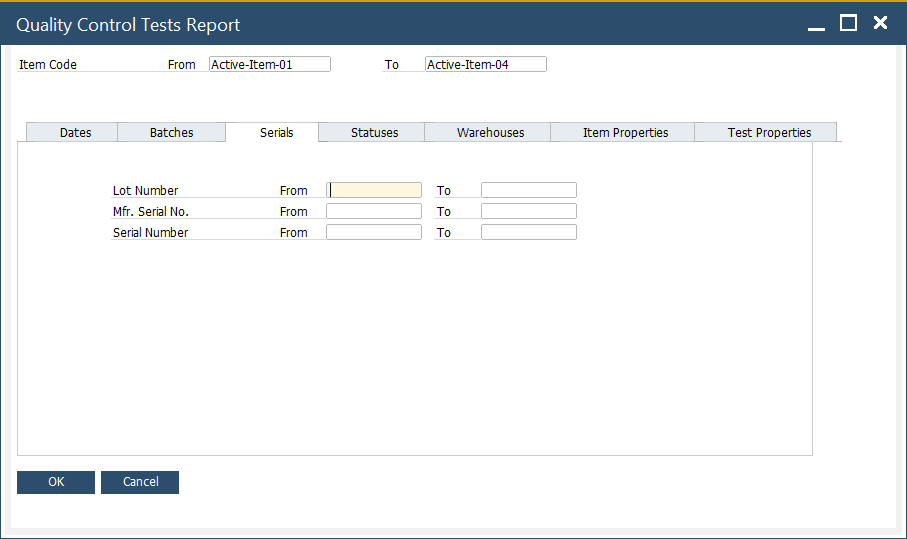 Quality Control Tests Report
Item Code From Active-Item-01 To Active-Item-04
Dates Batches Serials Statuses Warehouses Item Properties Test Properties
Lot Number From To
Mfr. Serial No. From To
Serial Number From To
OK Cancel